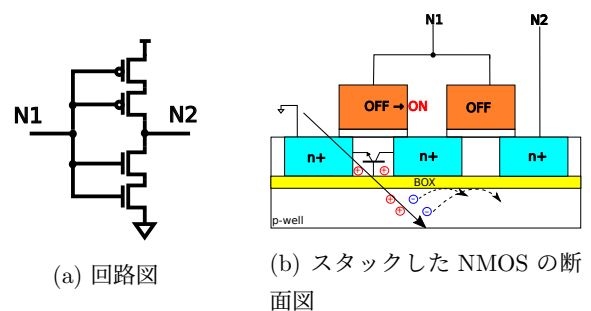 N1
N2
N1
N2
OFF → ON
OFF
n+
n+
n+
BOX
p-well
(a) 回路図
(b) スタックした NMOS の断
面図